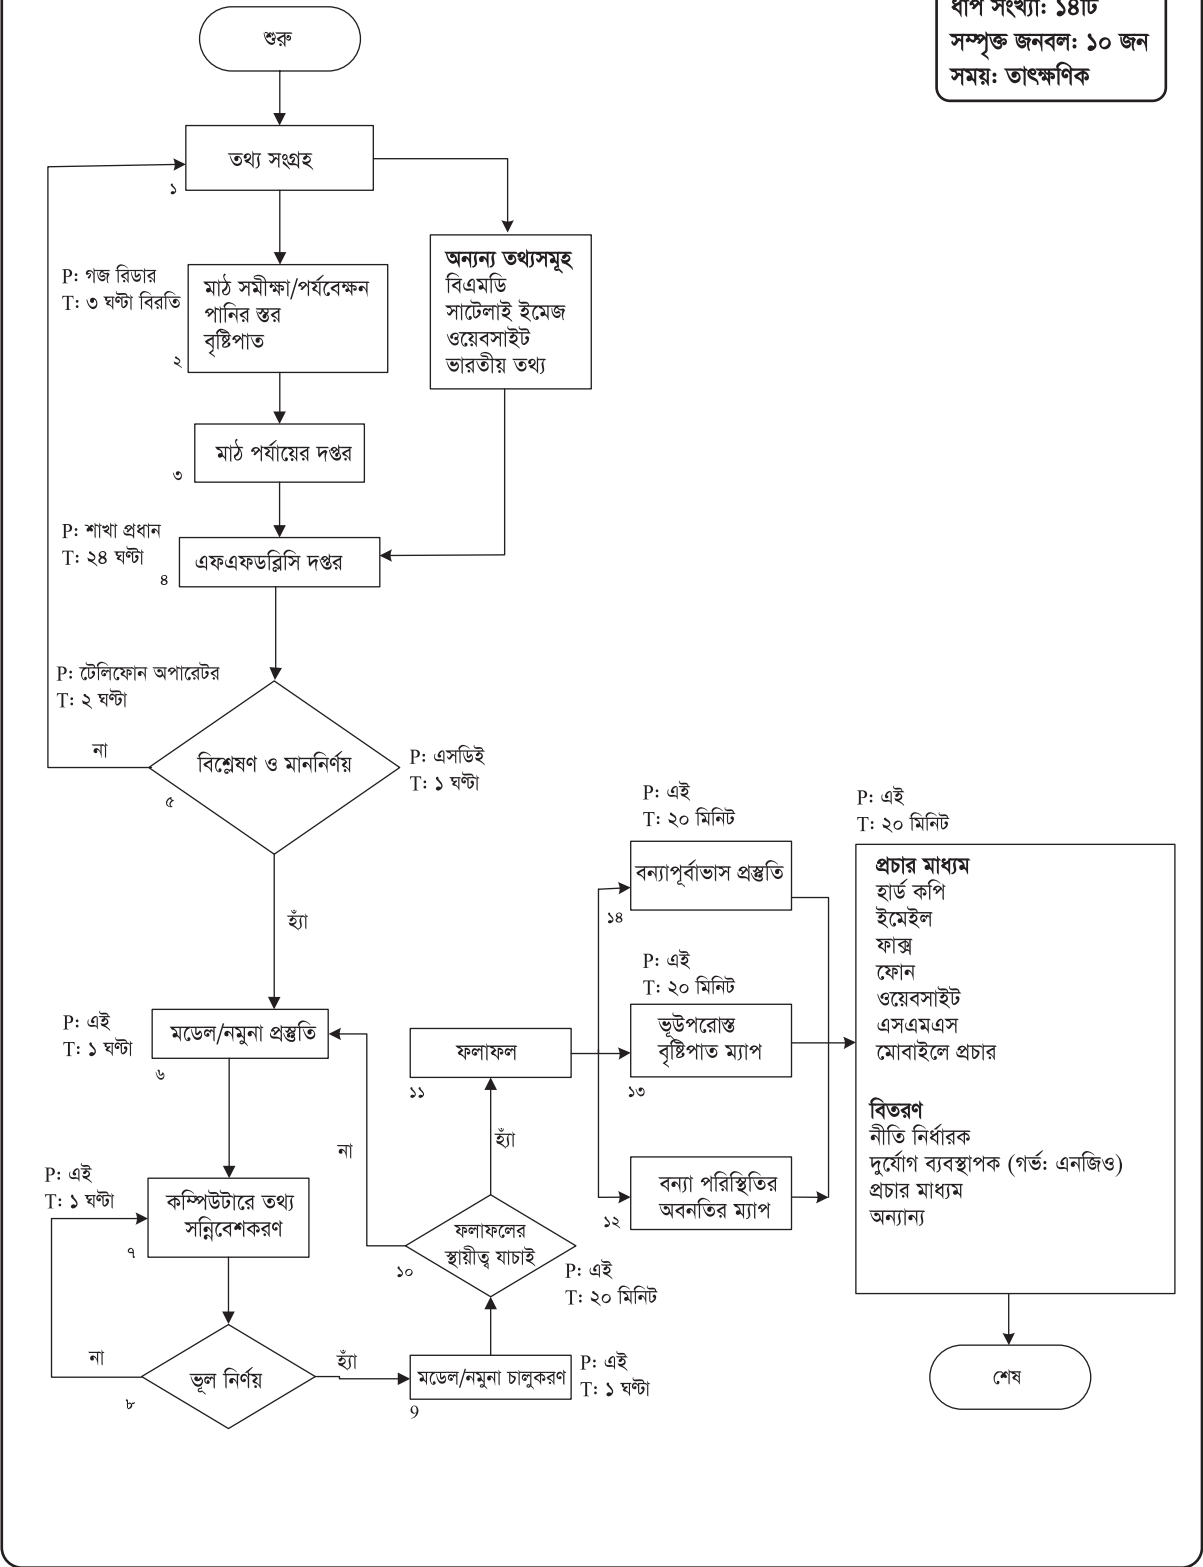 ধাপ সংখ্যা: ১৪টি
সম্পৃক্ত জনবল: ১০ জন
সময়: তাৎক্ষণিক
শুরু
তথ্য সংগ্রহ
১
P: গজ রিডার
T: ৩ ঘণ্টা বিরতি
মাঠ সমীক্ষা/পর্যবেক্ষন
পানির স্তর
বৃষ্টিপাত
২
অন্যন্য তথ্যসমূহ
বিএমডি
সাটেলাই ইমেজ
ওয়েবসাইট
ভারতীয় তথ্য
মাঠ পর্যায়ের দপ্তর
৩
P: শাখা প্রধান
T: ২৪ ঘণ্টা
এফএফডব্লিসি দপ্তর
৪
P: টেলিফোন অপারেটর
T: ২ ঘণ্টা
না
বিশ্লেষণ ও মাননির্ণয়
৫
P: এসডিই
T: ১ ঘণ্টা
হ্যাঁ
P: এই
T: ১ ঘণ্টা
মডেল/নমুনা প্রস্তুতি
৬
P: এই
T: ১ ঘণ্টা
কম্পিউটারে তথ্য
সন্নিবেশকরণ
৭
না
ভূল নির্ণয়
৮
হ্যাঁ
মডেল/নমুনা চালুকরণ
9
P: এই
T: ১ ঘণ্টা
ফলাফলের
স্থায়ীত্ব যাচাই
১০
P: এই
T: ২০ মিনিট
না
হ্যাঁ
ফলাফল
১১
P: এই
T: ২০ মিনিট
বন্যাপূর্বাভাস প্রস্তুতি
১৪
P: এই
T: ২০ মিনিট
ভূউপরোস্ত
বৃষ্টিপাত ম্যাপ
১৩
বন্যা পরিস্থিতির
অবনতির ম্যাপ
১২
P: এই
T: ২০ মিনিট
প্রচার মাধ্যম
হার্ড কপি
ইমেইল
ফাক্স
ফোন
ওয়েবসাইট
এসএমএস
মোবাইলে প্রচার
বিতরণ
নীতি নির্ধারক
দুর্যোগ ব্যবস্থাপক (গর্ভ: এনজিও)
প্রচার মাধ্যম
অন্যান্য
শেষ